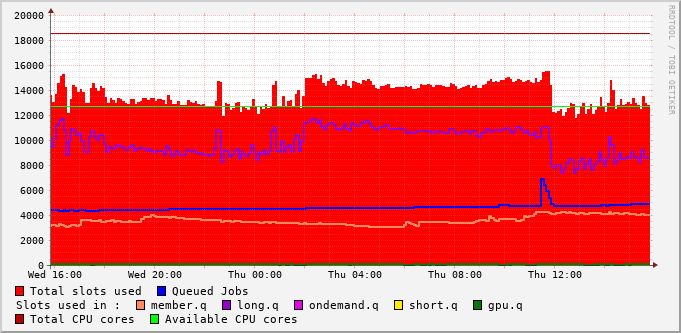 RRDTOOL / TOBI OETIKER
20000
18000
16000
14000
12000
10000
8000
6000
4000
2000
0
Wed 16:00 Wed 20:00 Thu 00:00 Thu 04:00 Thu 08:00 Thu 12:00
Total slots used Queued Jobs
Slots used in : member.q long.q ondemand.q short.q gpu.q
Total CPU cores Available CPU cores